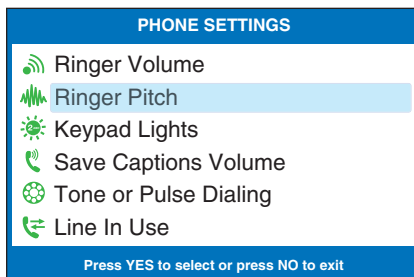 PHONE SETTINGS
Ringer Volume
Ringer Pitch
Keypad Lights
Save Captions Volume
Tone or Pulse Dialing
Line In Use
Press YES to select or press NO to exit